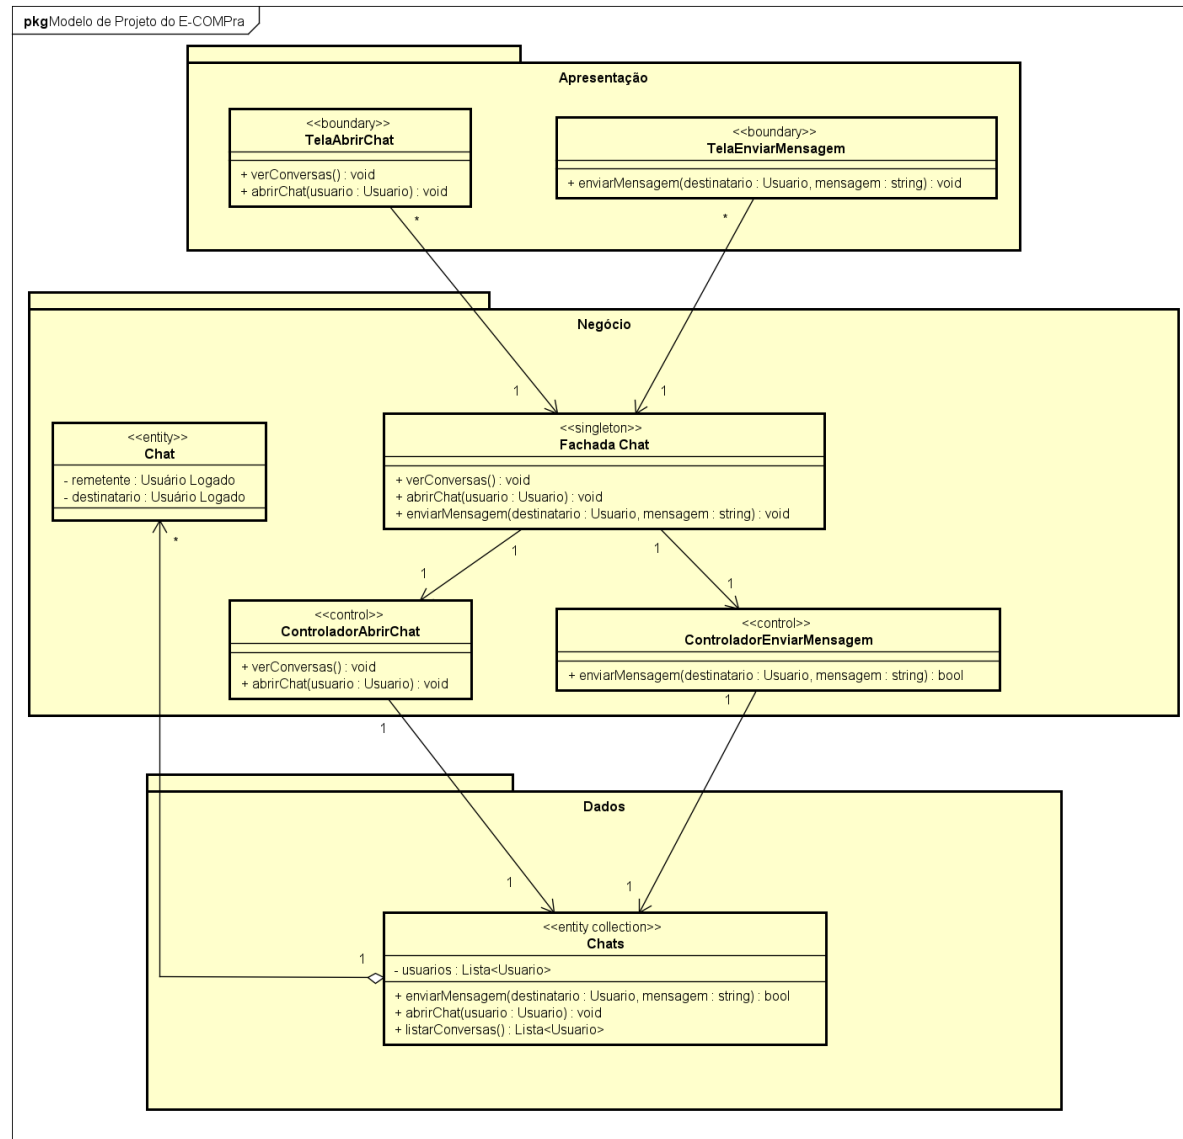 pkg Modelo de Projeto do E-COMPra
Apresentação
<<boundary>>
TelaAbrirChat
+ verConversas() : void
+ abrirChat(usuario : Usuario) : void
<<boundary>>
TelaEnviarMensagem
+ enviarMensagem(destinatario : Usuario, mensagem : string) : void
*
*
Negócio
1
1
<<entity>>
Chat
- remetente : Usuário Logado
- destinatario : Usuário Logado
*
<<singleton>>
Fachada Chat
+ verConversas() : void
+ abrirChat(usuario : Usuario) : void
+ enviarMensagem(destinatario : Usuario, mensagem : string) : void
1
1
1
1
<<control>>
ControladorAbrirChat
+ verConversas() : void
+ abrirChat(usuario : Usuario) : void
<<control>>
ControladorEnviarMensagem
+ enviarMensagem(destinatario : Usuario, mensagem : string) : bool
1
1
Dados
1
1
1
<<entity collection>>
Chats
- usuarios : Lista<Usuario>
+ enviarMensagem(destinatario : Usuario, mensagem : string) : bool
+ abrirChat(usuario : Usuario) : void
+ listarConversas() : Lista<Usuario>